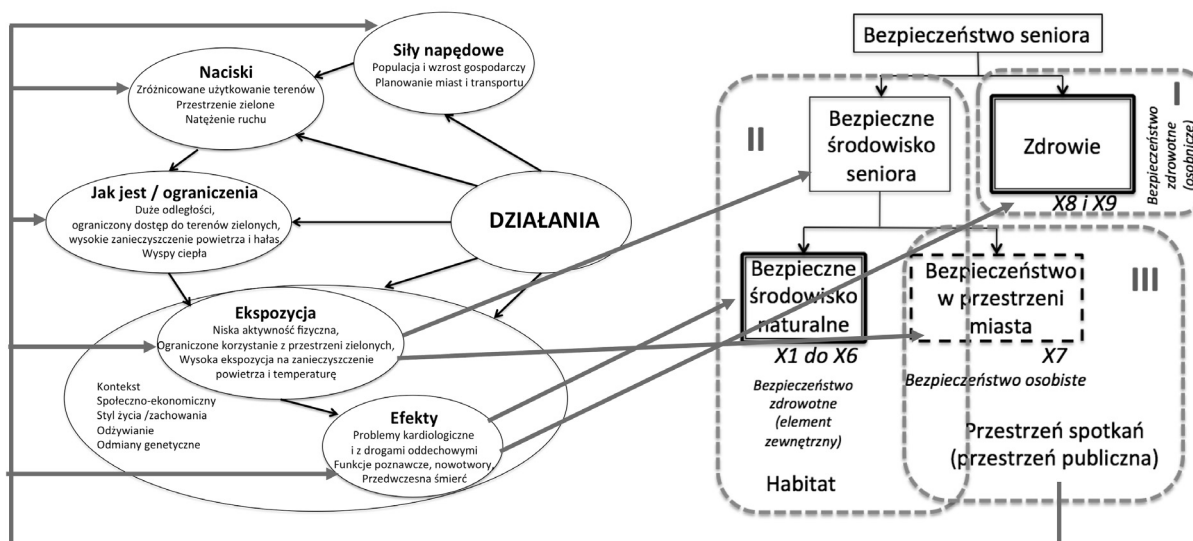 Siły napędowe
Populacja i wzrost gospodarczy
Planowanie miast i transportu
Naciski
Zróżnicowane użytkowanie terenów
Przestrzenie zielone
Natężenie ruchu
Jak jest / ograniczenia
Duże odległości,
ograniczony dostęp do terenów zielonych,
wysokie zanieczyszczenie powietrza i hałas,
Wyspy ciepła
DZIAŁANIA
Ekspozycja
Niska aktywność fizyczna,
Ograniczone korzystanie z przestrzeni zielonych,
Wysoka ekspozycja na zanieczyszczenie
powietrza i temperaturę
Kontekst
Społeczno-ekonomiczny
Styl życia /zachowania
Odżywianie
Odmiany genetyczne
Efekty
Problemy kardiologiczne
i z drogami oddechowymi
Funkcje poznawcze, nowotwory,
Przedwczesna śmierć
Bezpieczeństwo seniora
II
Bezpieczne
środowisko
seniora
I
Zdrowie
X8 i X9
Bezpieczeństwo
zdrowotne
(osobnicze)
Bezpieczne
środowisko
naturalne
X1 do X6
Bezpieczeństwo
zdrowotne
(element
zewnętrzny)
Habitat
III
Bezpieczeństwo
w przestrzeni
miasta
X7
Bezpieczeństwo osobiste
Przestrzeń spotkań
(przestrzeń publiczna)